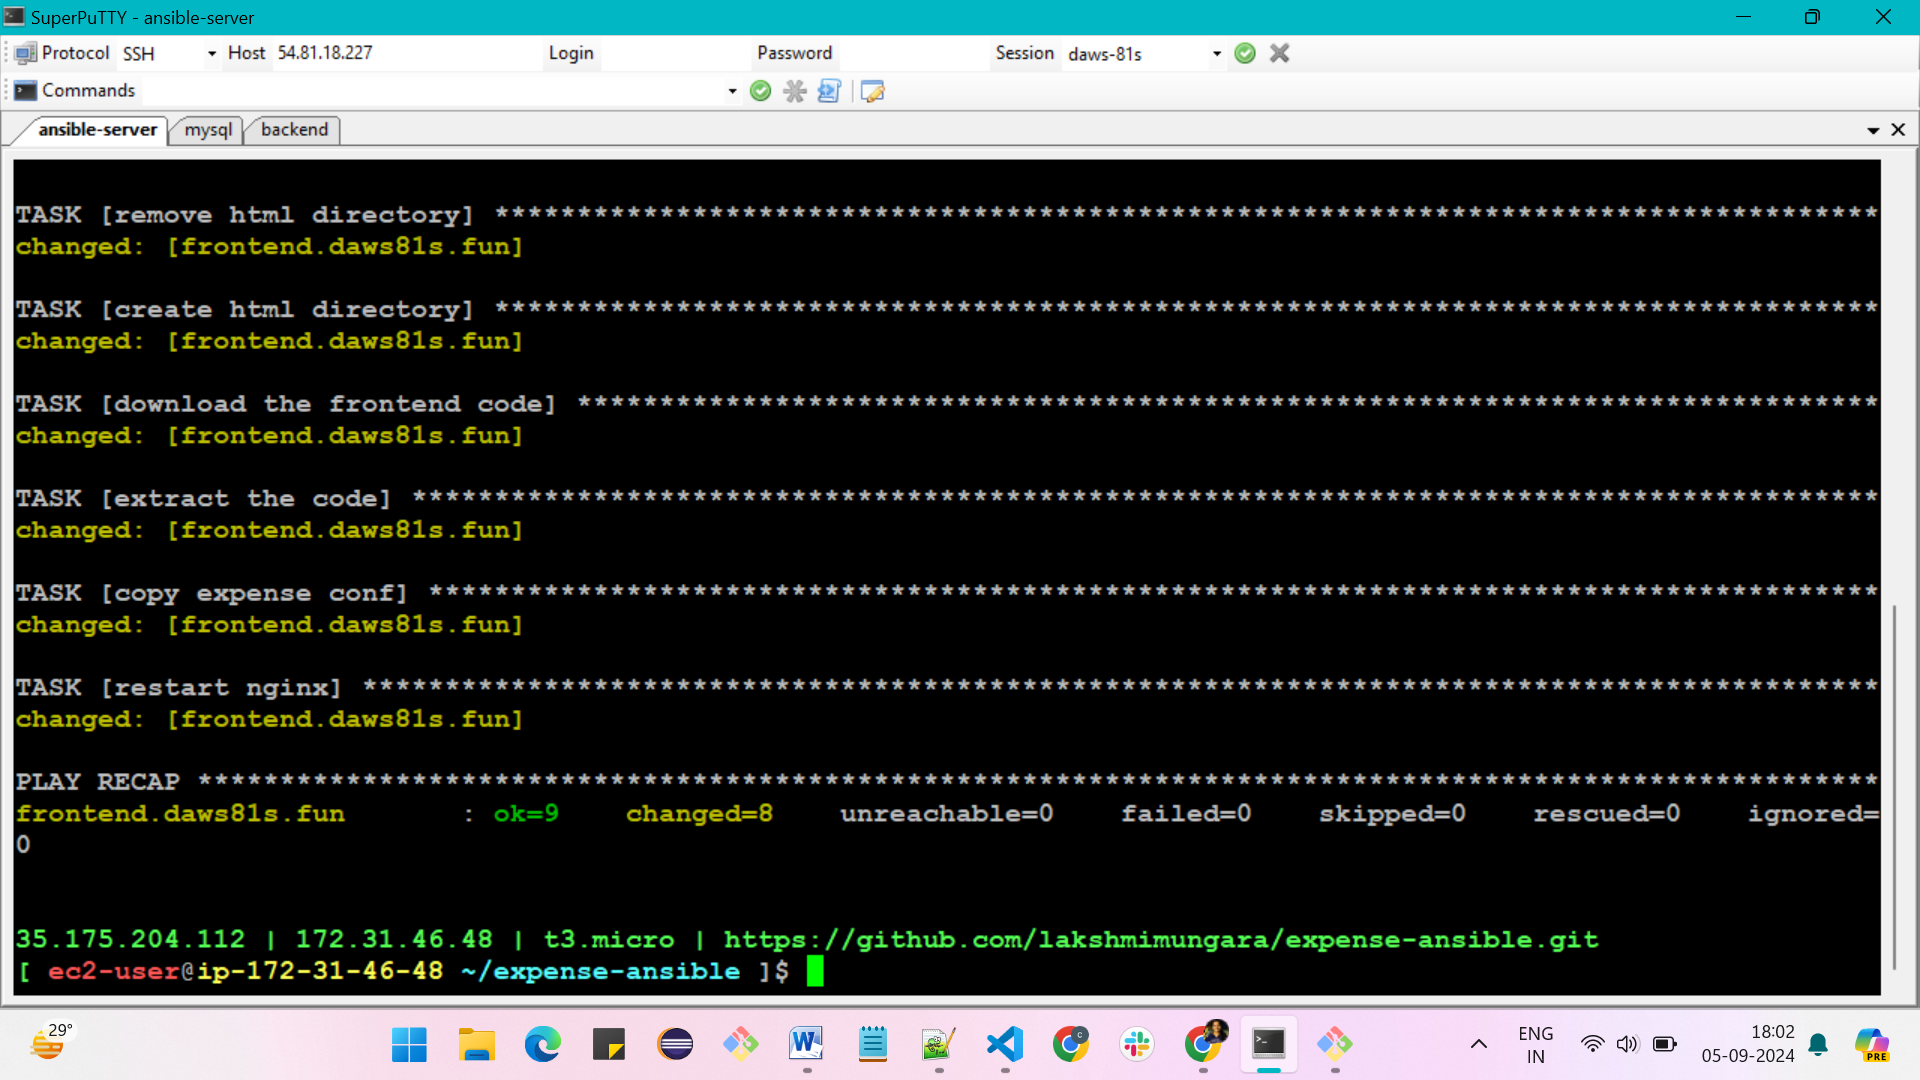 SuperPuTTY - ansible-server
Protocol SSH Host 54.81.18.227 Login Password Session daws-81s
Commands
ansible-server mysql backend
TASK [remove html directory] ************************************************************************************
changed: [frontend.daws81s.fun]
TASK [create html directory] ************************************************************************************
changed: [frontend.daws81s.fun]
TASK [download the frontend code] *******************************************************************************
changed: [frontend.daws81s.fun]
TASK [extract the code] *****************************************************************************************
changed: [frontend.daws81s.fun]
TASK [copy expense conf] ****************************************************************************************
changed: [frontend.daws81s.fun]
TASK [restart nginx] ********************************************************************************************
changed: [frontend.daws81s.fun]
PLAY RECAP ******************************************************************************************************
frontend.daws81s.fun : ok=9 changed=8 unreachable=0 failed=0 skipped=0 rescued=0 ignored=
0
35.175.204.112 | 172.31.46.48 | t3.micro | https://github.com/lakshmimungara/expense-ansible.git
[ ec2-user@ip-172-31-46-48 ~/expense-ansible ]$
29°
ENG
IN
18:02
05-09-2024
PRE